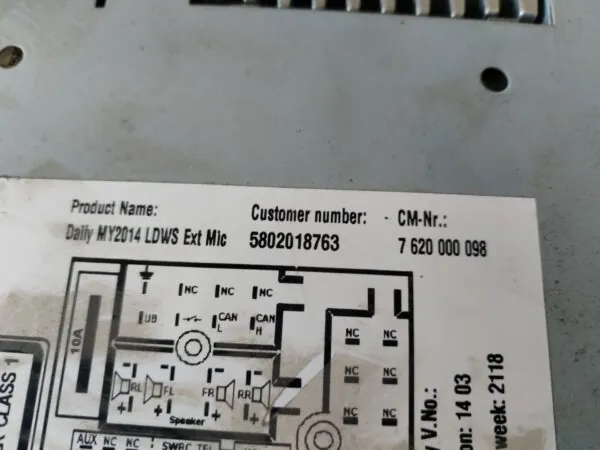 Product Name:
Daily MY2014 LDWS Ext Mic
Customer number:
5802018763
CM-Nr.:
7 620 000 098
NC NC NC
UB CAN L CAN H
10A
RL FL FR RR
Speaker
NC NC
NC NC
NC NC
AUX NC NC SWRC TEL
CLASS 1
V.No.:
on: 14 03
week: 2118